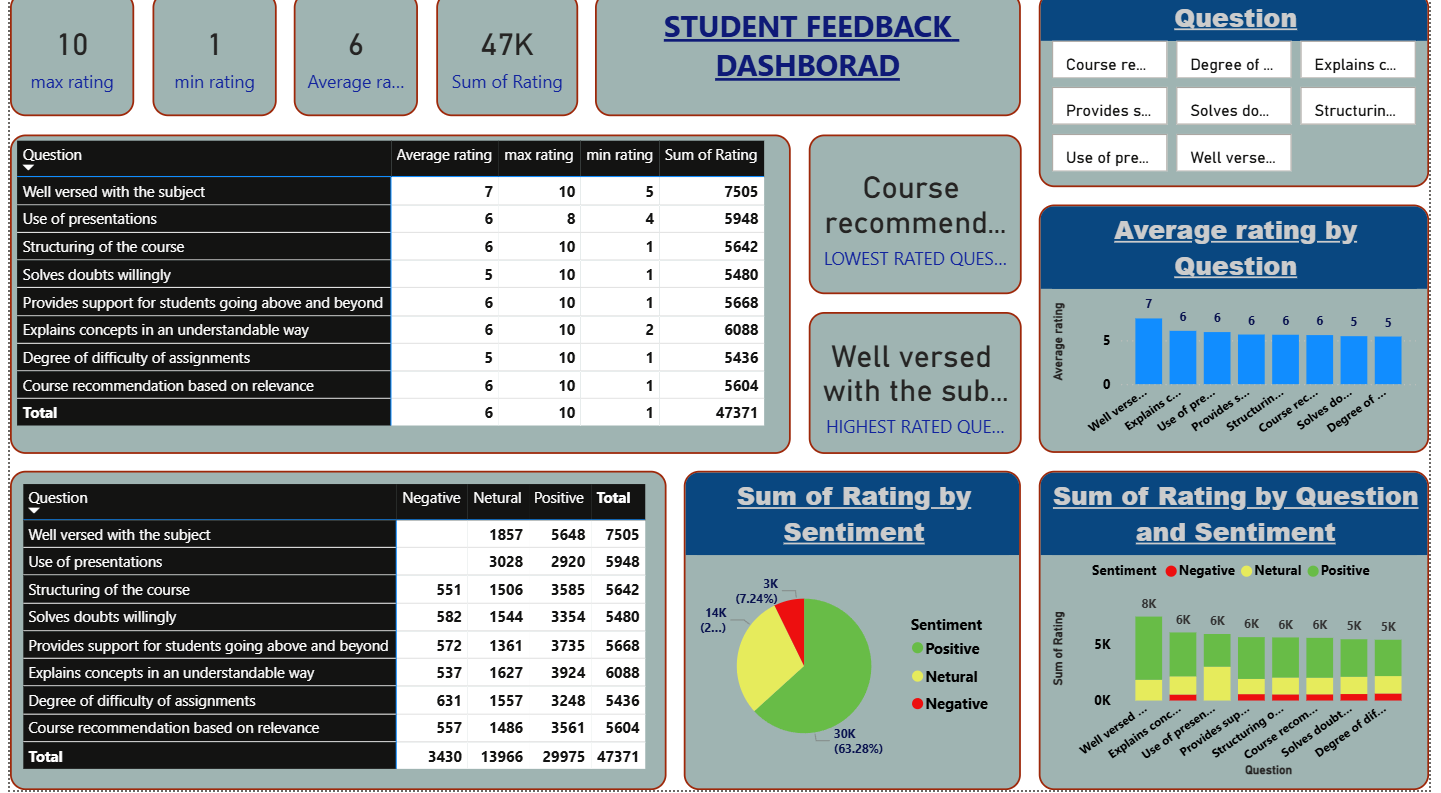 10
max rating
1
min rating
6
Average ra...
47K
Sum of Rating
STUDENT FEEDBACK
DASHBORAD
Question
Course re...
Degree of ...
Explains c...
Provides s...
Solves do...
Structurin...
Use of pre...
Well verse...
Question Average rating max rating min rating Sum of Rating
Well versed with the subject 7 10 5 7505
Use of presentations 6 8 4 5948
Structuring of the course 6 10 1 5642
Solves doubts willingly 5 10 1 5480
Provides support for students going above and beyond 6 10 1 5668
Explains concepts in an understandable way 6 10 2 6088
Degree of difficulty of assignments 5 10 1 5436
Course recommendation based on relevance 6 10 1 5604
Total 6 10 1 47371
Course
recommend...
LOWEST RATED QUES...
Well versed
with the sub...
HIGHEST RATED QUE...
Average rating by
Question
Average rating
5
0
7
6
6
6
6
6
5
5
Well verse...
Explains c...
Use of pre...
Provides s...
Structurin...
Course rec...
Solves do...
Degree of ...
Question Negative Netural Positive Total
Well versed with the subject 1857 5648 7505
Use of presentations 3028 2920 5948
Structuring of the course 551 1506 3585 5642
Solves doubts willingly 582 1544 3354 5480
Provides support for students going above and beyond 572 1361 3735 5668
Explains concepts in an understandable way 537 1627 3924 6088
Degree of difficulty of assignments 631 1557 3248 5436
Course recommendation based on relevance 557 1486 3561 5604
Total 3430 13966 29975 47371
Sum of Rating by
Sentiment
3K
(7.24%)
14K
(2...)
30K
(63.28%)
Sentiment
Positive
Netural
Negative
Sum of Rating by Question
and Sentiment
Sentiment Negative Netural Positive
Sum of Rating
5K
0K
8K
6K
6K
6K
6K
6K
5K
5K
Well versed ...
Explains conc...
Use of presen...
Provides sup...
Structuring o...
Course recom...
Solves doubt...
Degree of dif...
Question